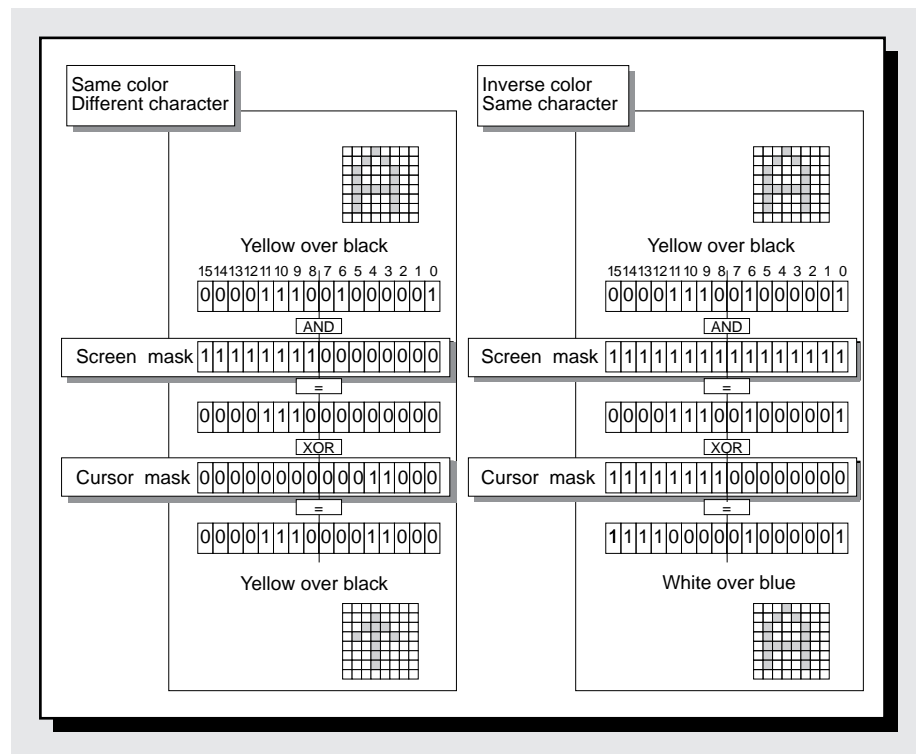 Same color
Different character
Yellow over black
15 14 13 12 11 10 9 8 7 6 5 4 3 2 1 0
0 0 0 0 1 1 1 0 0 1 0 0 0 0 0 1
AND
Screen mask 1 1 1 1 1 1 1 1 0 0 0 0 0 0 0 0
=
0 0 0 0 1 1 1 0 0 0 0 0 0 0 0 0
XOR
Cursor mask 0 0 0 0 0 0 0 0 0 0 0 1 1 0 0 0
=
0 0 0 0 1 1 1 0 0 0 0 1 1 0 0 0
Yellow over black
Inverse color
Same character
Yellow over black
15 14 13 12 11 10 9 8 7 6 5 4 3 2 1 0
0 0 0 0 1 1 1 0 0 1 0 0 0 0 0 1
AND
Screen mask 1 1 1 1 1 1 1 1 1 1 1 1 1 1 1 1
=
0 0 0 0 1 1 1 0 0 1 0 0 0 0 0 1
XOR
Cursor mask 1 1 1 1 1 1 1 1 0 0 0 0 0 0 0 0
=
1 1 1 1 0 0 0 0 0 1 0 0 0 0 0 1
White over blue